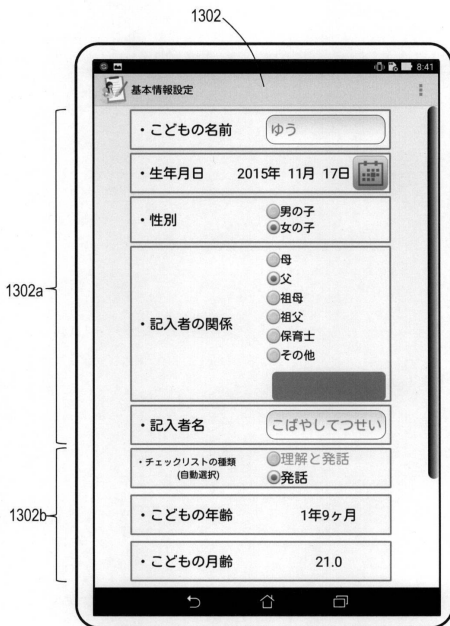 1302
8:41
基本情報設定
・こどもの名前 ゆう
・生年月日 2015年 11月 17日
・性別 男の子
女の子
1302a
・記入者の関係 母
父
祖母
祖父
保育士
その他
・記入者名 こばやしてつせい
1302b
・チェックリストの種類 理解と発話
(自動選択) 発話
・こどもの年齢 1年9ヶ月
・こどもの月齢 21.0